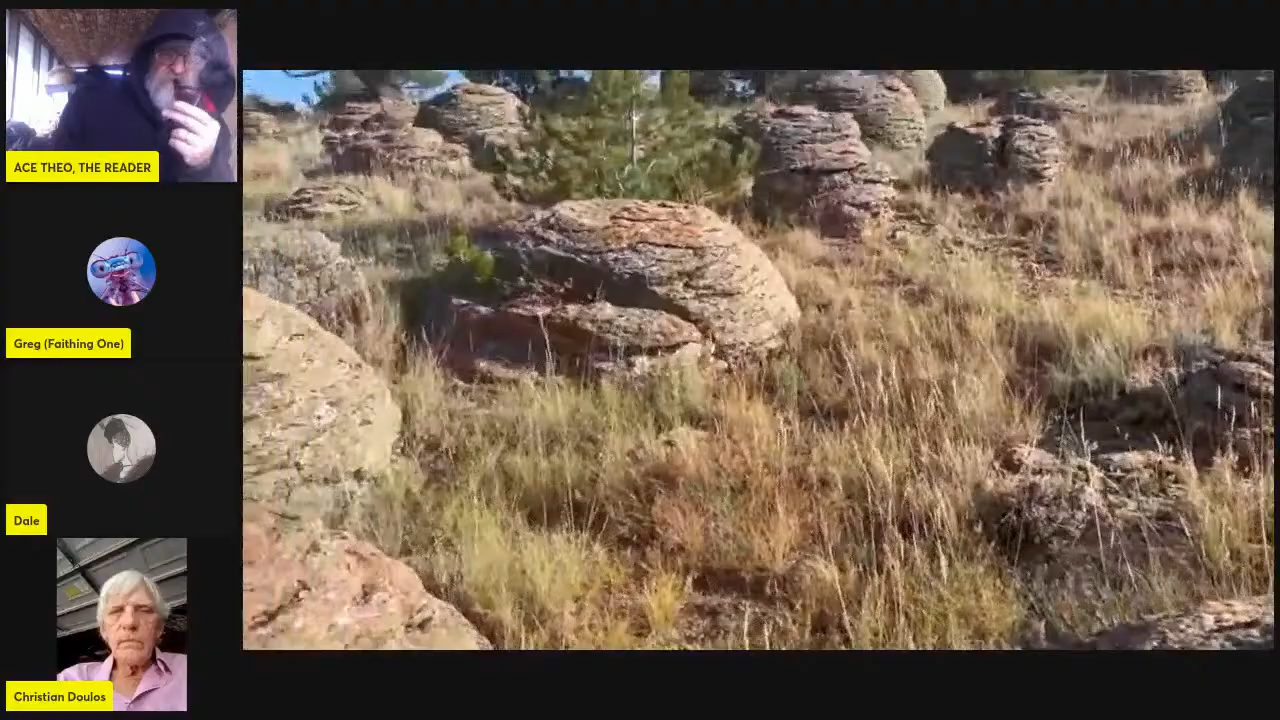 ACE THEO, THE READER
Greg (Faithing One)
Dale
Christian Doulos